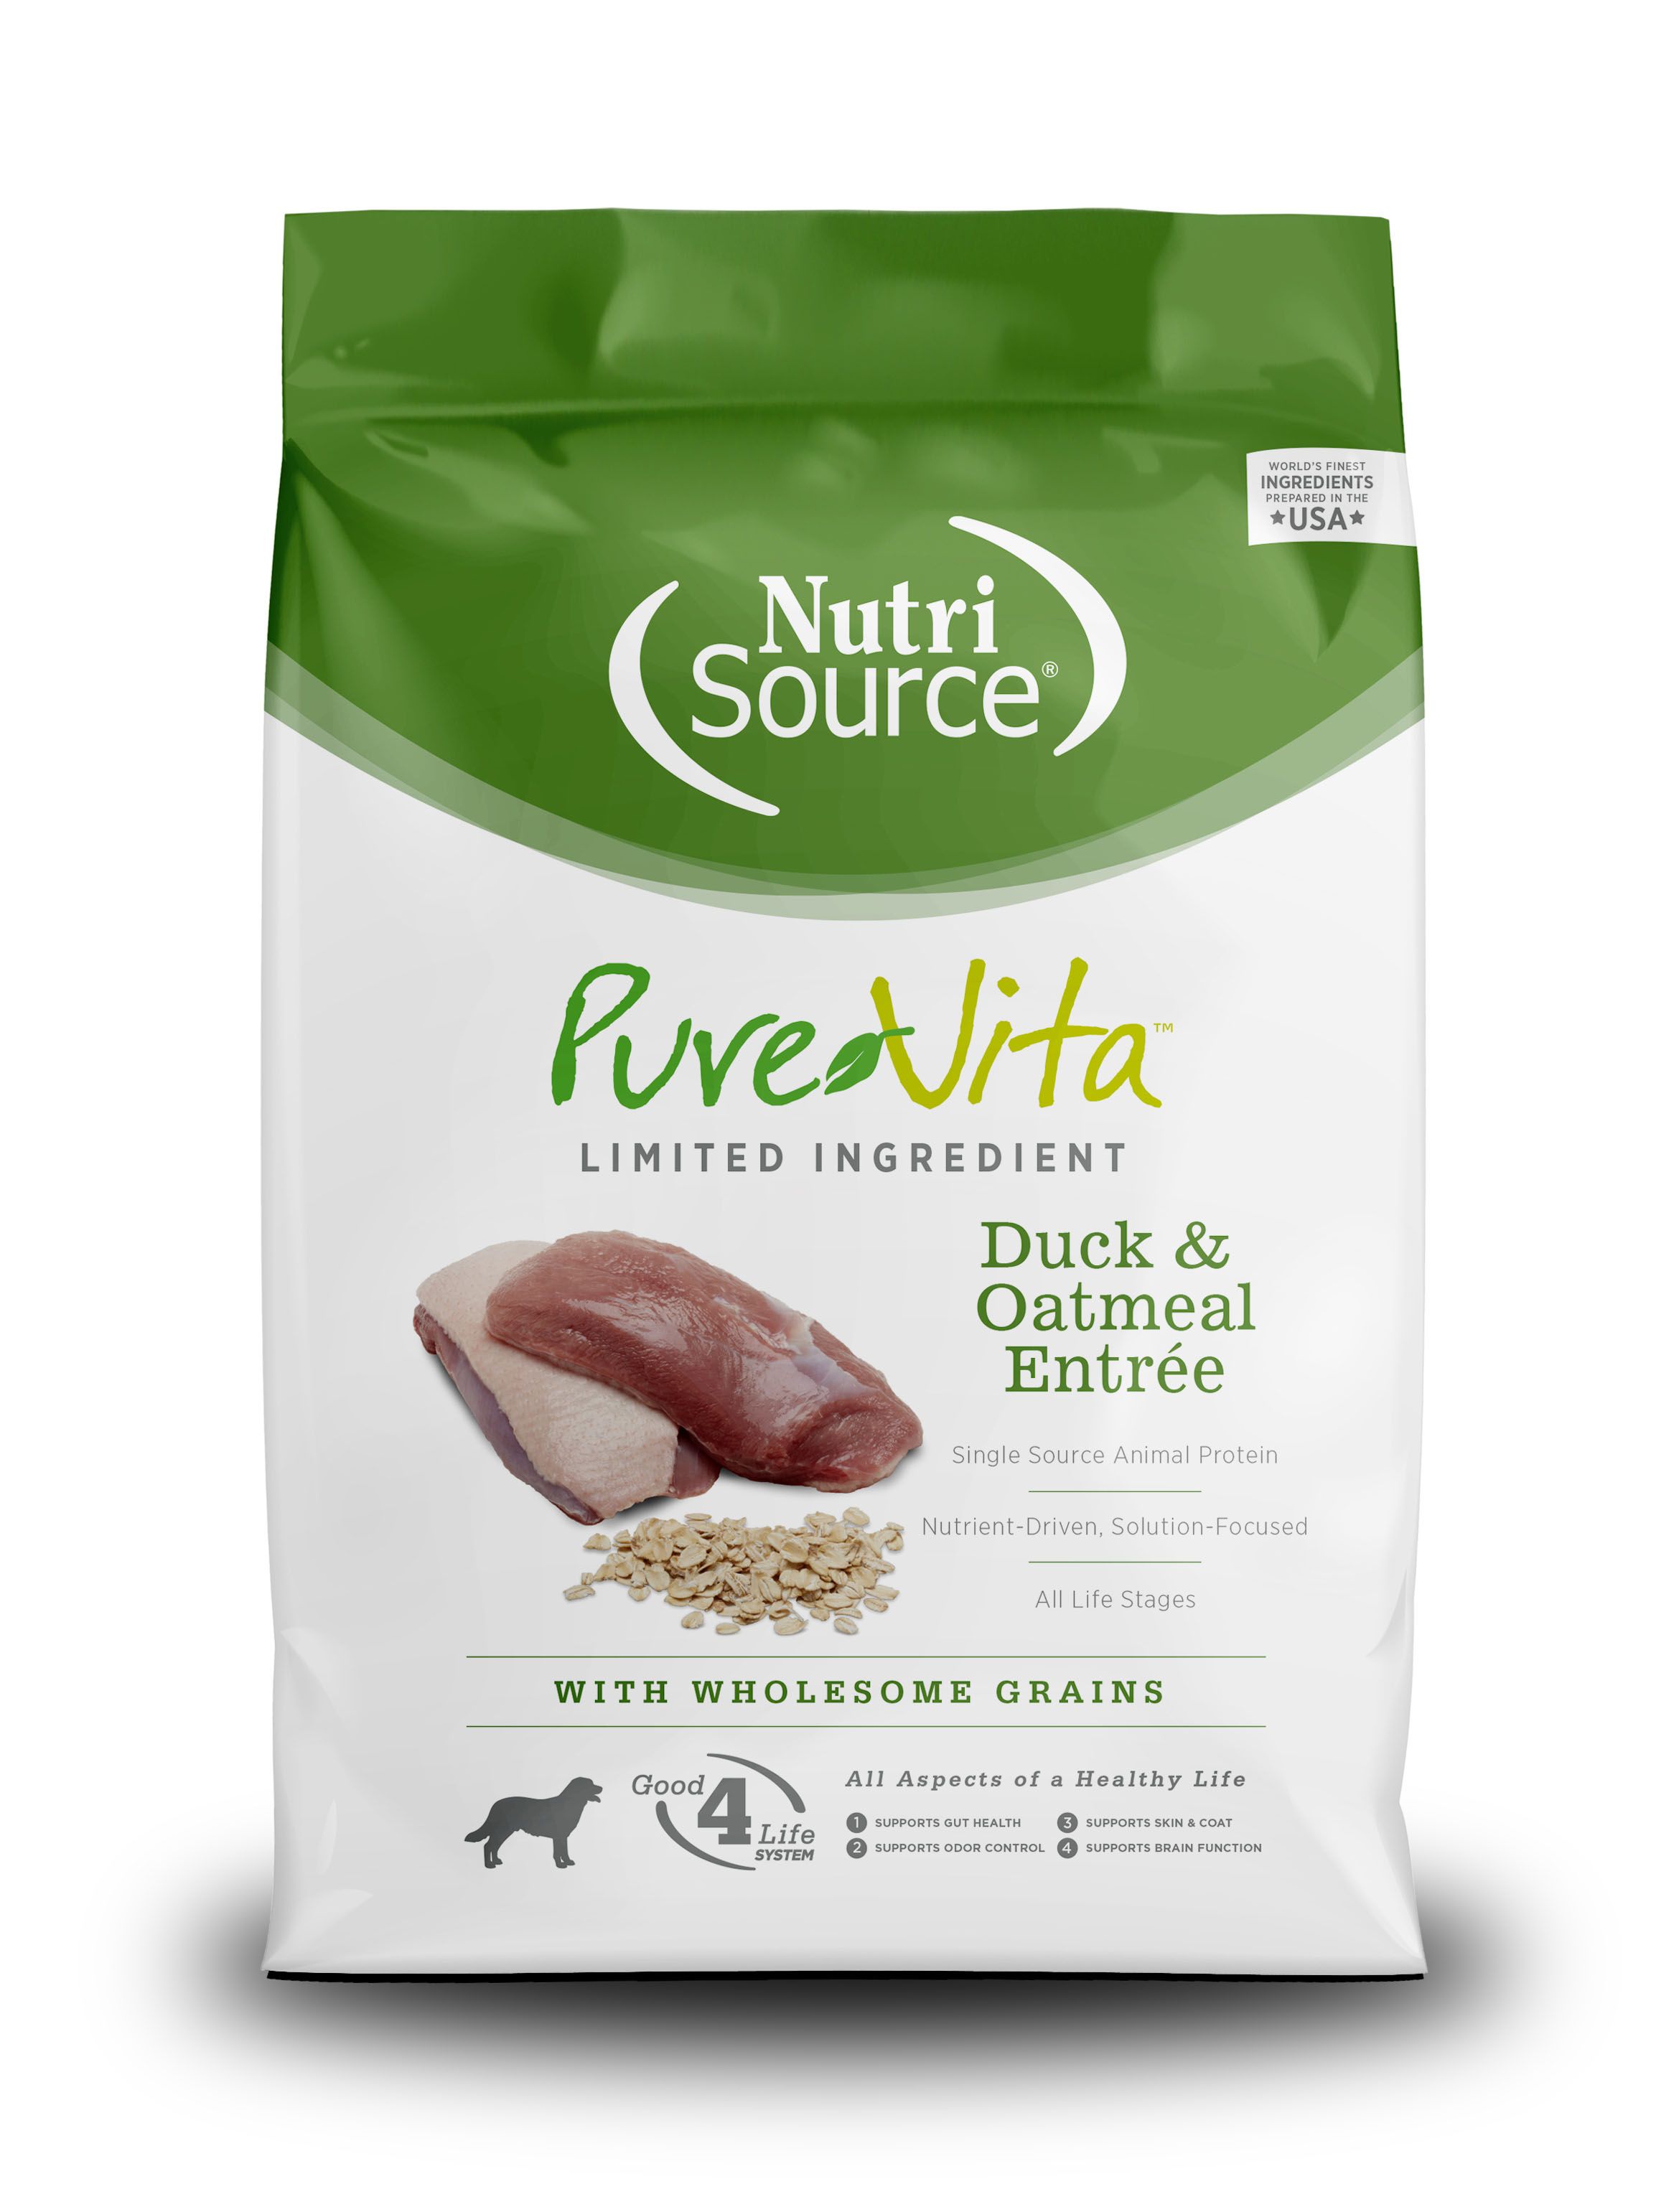 WORLD'S FINEST
INGREDIENTS
PREPARED IN THE
★USA★
Nutri
Source®
PureVita™
LIMITED INGREDIENT
Duck &
Oatmeal
Entrée
Single Source Animal Protein
Nutrient-Driven, Solution-Focused
All Life Stages
WITH WHOLESOME GRAINS
Good
4
Life
SYSTEM
All Aspects of a Healthy Life
1 SUPPORTS GUT HEALTH
2 SUPPORTS ODOR CONTROL
3 SUPPORTS SKIN & COAT
4 SUPPORTS BRAIN FUNCTION